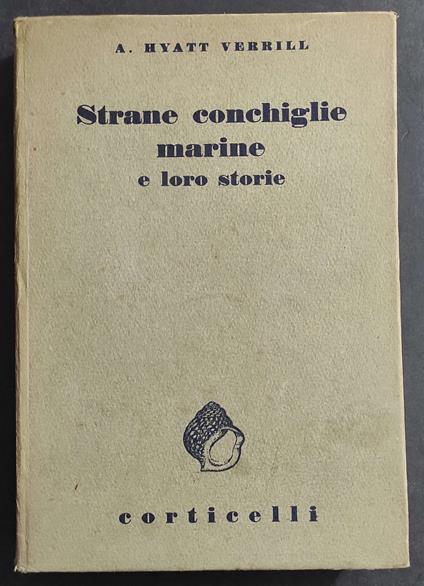 A. HYATT VERRILL
Strane conchiglie
marine
e loro storie
corticelli